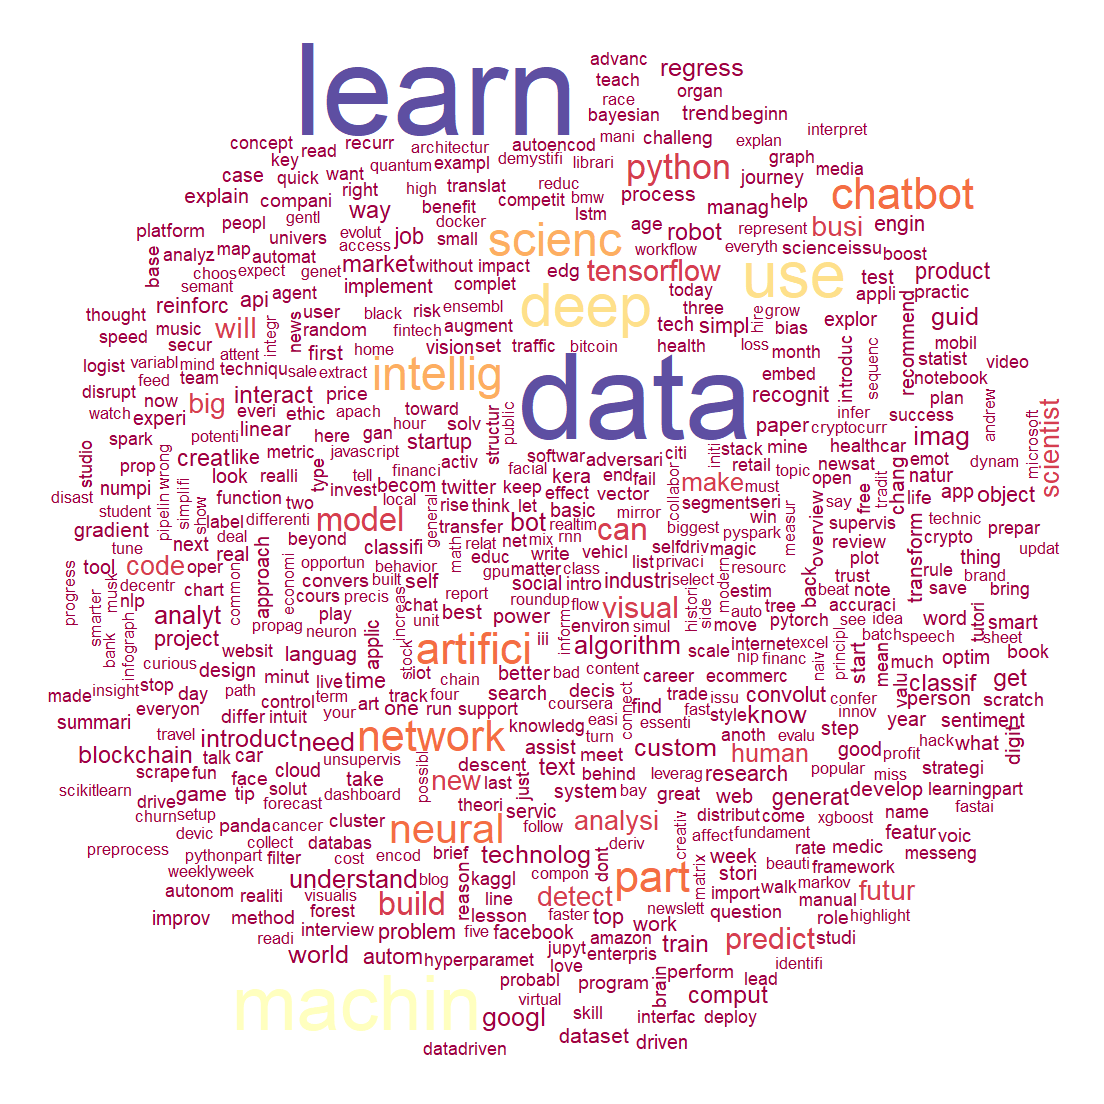 learn
advanc
teach
regress
race
organ
bayesian
trend
beginn
concept
read
recurr
architectur
autoencod
mani
challeng
explan
interpret
key
quantum
exampl
demystifi
librari
python
graph
media
case
quick
want
journey
explain
compani
right
high
translat
reduc
competit
bmw
process
manag
help
chatbot
peopl
gentl
way
benefit
docker
lstm
age
robot
represent
busi
engin
platform
univers
evolut
job
small
scienc
workflow
everyth
scienceissu
boost
base
analyz
map
automat
access
market
without
impact
edg
tensorflow
use
test
product
choos
expect
genet
implement
complet
deep
today
appli
practic
semant
reinforc
api
agent
user
black
risk
ensembl
three
hire
grow
explor
recommend
guid
thought
music
will
integr
news
random
fintech
augment
tech
simpl
bias
mobil
speed
secur
first
home
vision
set
traffic
bitcoin
health
loss
month
introduc
sequenc
statist
video
logist
variabl
mind
attent
techniqu
sale
extract
intellig
data
embed
notebook
disrupt
feed
team
interact
price
recognit
plan
watch
now
big
everi
ethic
apach
toward
structur
public
paper
infer
success
andrew
microsoft
scientist
experi
linear
here
gan
hour
solv
cryptocurr
imag
spark
potenti
metric
javascript
startup
softwar
adversari
citi
initi
stack
mine
healthcar
emot
studio
prop
wrong
creat
like
realli
type
tell
financi
activ
facial
retail
topic
newsat
natur
dynam
disast
numpi
pipelin
simplifi
show
function
two
invest
becom
twitter
keep
kera
end
fail
collabor
make
must
open
free
tradit
chang
life
app
object
student
label
differenti
local
rise
think
let
effect
vector
segment
seri
say
gradient
deal
model
general
transfer
bot
basic
mirror
biggest
win
measur
overview
supervis
technic
tune
next
real
beyond
classifi
math
relat
net
mix
rnn
realtim
can
pyspark
review
crypto
prepar
tool
code
oper
approach
opportun
educ
write
vehicl
selfdriv
magic
plot
transform
thing
updat
progress
decentr
chart
common
economi
convers
behavior
self
gpu
matter
class
list
privaci
resourc
back
trust
rule
brand
smarter
musk
nlp
cours
built
precis
social
intro
industri
select
modern
estim
beat
note
save
bring
bank
infograph
analyt
propag
play
neuron
applic
increas
chat
unit
report
best
roundup
power
flow
inform
visual
histori
side
auto
tree
pytorch
accuraci
see
idea
word
tutori
smart
project
websit
languag
stock
artifici
iii
environ
simul
move
algorithm
scale
internet
excel
naiv
principl
batch
speech
sheet
curious
design
minut
live
time
iot
chain
better
bad
content
career
nlp
financ
start
mean
much
optim
book
made
insight
stop
day
path
control
term
track
four
search
decis
coursera
connect
trade
issu
ecommerc
convolut
confer
valu
classif
person
get
scratch
summari
everyon
differ
intuit
your
art
one
run
support
knowledg
easi
essenti
find
fast
style
know
innov
year
sentiment
travel
introduct
need
network
turn
anoth
evalu
step
hack
what
digit
blockchain
talk
car
unsupervis
possibl
descent
assist
meet
custom
human
good
profit
scrape
fun
face
cloud
take
new
last
just
text
behind
leverag
research
popular
miss
strategi
scikitlearn
drive
game
tip
solut
forecast
dashboard
theori
system
bay
great
web
generat
develop
learningpart
fastai
churn
setup
devic
panda
cancer
cluster
neural
servic
follow
analysi
creativ
distribut
come
xgboost
name
affect
fundament
featur
voic
preprocess
collect
databas
deriv
pythonpart
filter
cost
encod
brief
technolog
dont
matrix
week
rate
medic
messeng
weeklyweek
understand
blog
reason
kaggl
compon
part
stori
beauti
framework
autonom
realiti
visualis
build
line
detect
import
walk
markov
manual
futur
improv
method
forest
lesson
faster
top
newslett
question
role
highlight
readi
interview
problem
five
facebook
amazon
work
train
predict
studi
world
autom
hyperparamet
jupyt
enterpris
identifi
love
machin
probabl
program
brain
perform
lead
virtual
comput
googl
skill
interfac
deploy
dataset
driven
datadriven